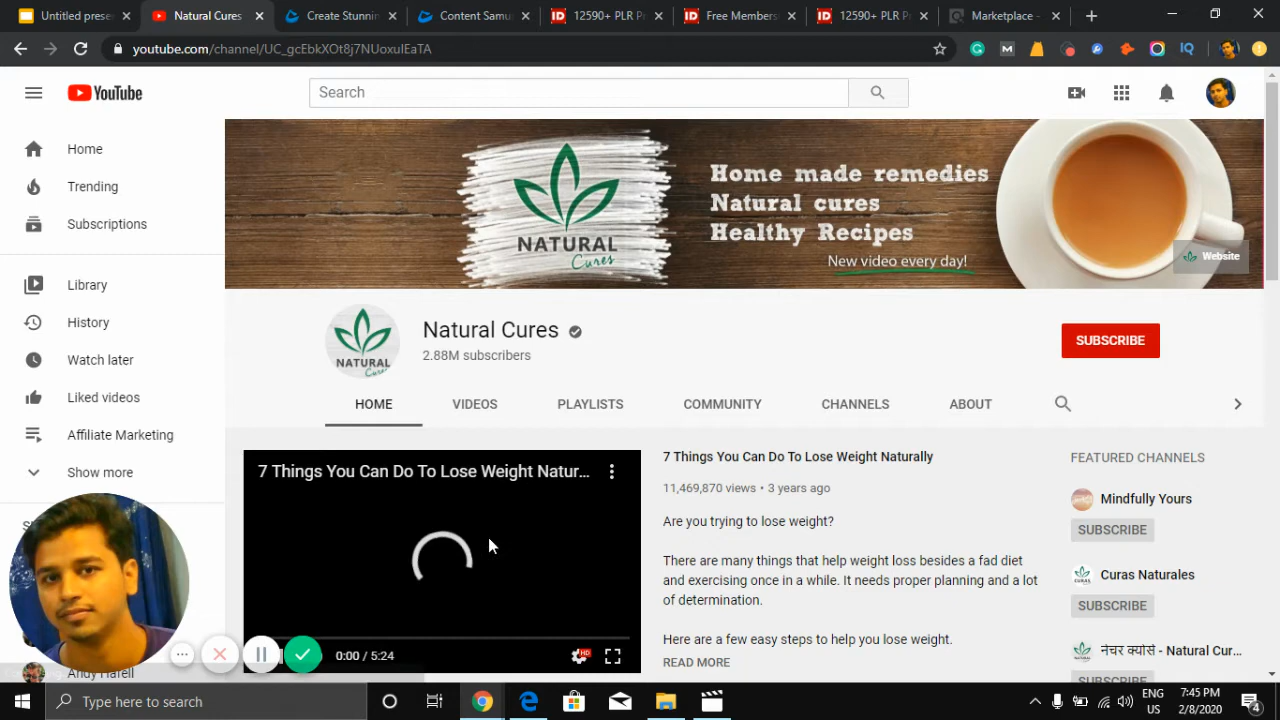 Untitled prese
Natural Cures
Create Stunni
Content Samu
12590+ PLR Pr
Free Members
12590+ PLR Pr
Marketplace -
youtube.com/channel/UC_gcEbkXOt8j7NUoxulEaTA
YouTube
Search
Home
Trending
Subscriptions
Library
History
Watch later
Liked videos
Affiliate Marketing
Show more
NATURAL
Cures
Home made remedies
Natural cures
Healthy Recipes
New video every day!
Website
NATURAL
Cures
Natural Cures
2.88M subscribers
SUBSCRIBE
HOME
VIDEOS
PLAYLISTS
COMMUNITY
CHANNELS
ABOUT
7 Things You Can Do To Lose Weight Natur...
0:00 / 5:24
HD
7 Things You Can Do To Lose Weight Naturally
11,469,870 views • 3 years ago
Are you trying to lose weight?
There are many things that help weight loss besides a fad diet
and exercising once in a while. It needs proper planning and a lot
of determination.
Here are a few easy steps to help you lose weight.
READ MORE
FEATURED CHANNELS
Mindfully Yours
SUBSCRIBE
Curas Naturales
SUBSCRIBE
नेचर क्योर्स - Natural Cur...
SUBSCRIBE
Andy Hafell
Type here to search
ENG
US
7:45 PM
2/8/2020
4